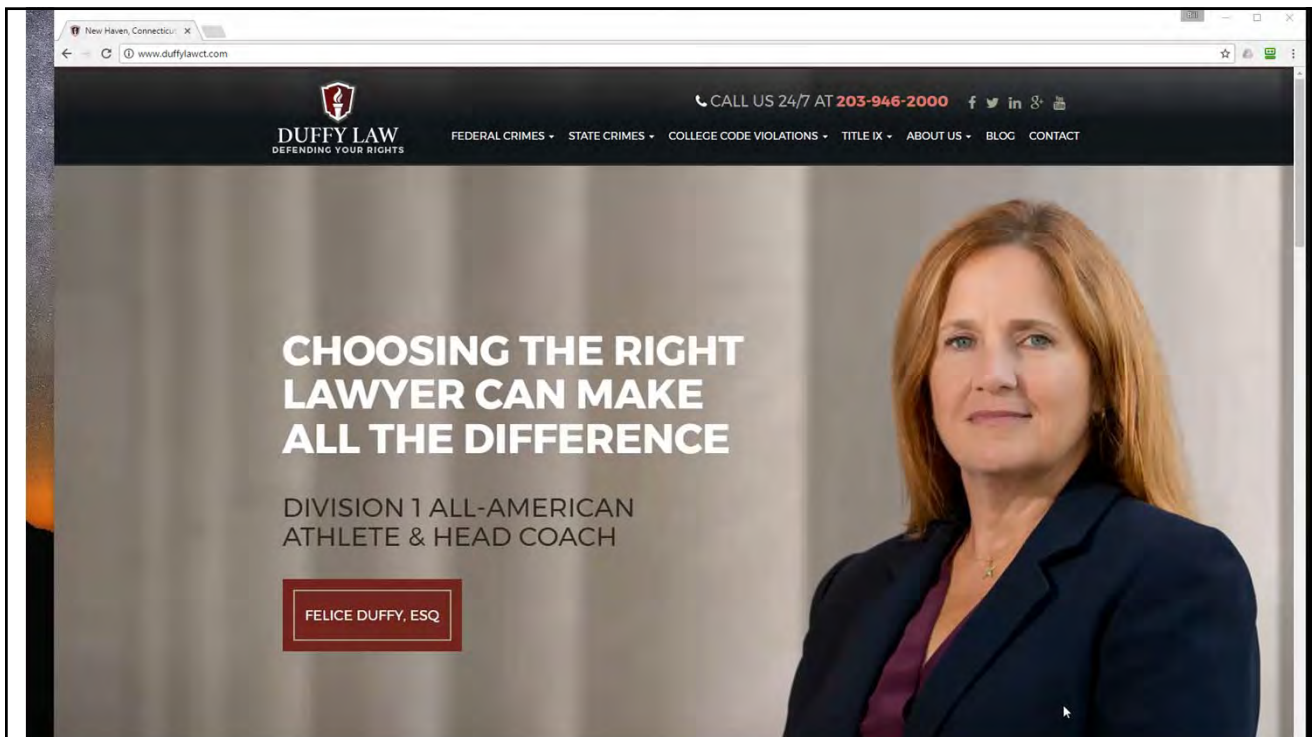 New Haven, Connecticu
www.duffylawct.com
CALL US 24/7 AT 203-946-2000
DUFFY LAW
DEFENDING YOUR RIGHTS
FEDERAL CRIMES STATE CRIMES COLLEGE CODE VIOLATIONS TITLE IX ABOUT US BLOG CONTACT
CHOOSING THE RIGHT
LAWYER CAN MAKE
ALL THE DIFFERENCE
DIVISION 1 ALL-AMERICAN
ATHLETE & HEAD COACH
FELICE DUFFY, ESQ